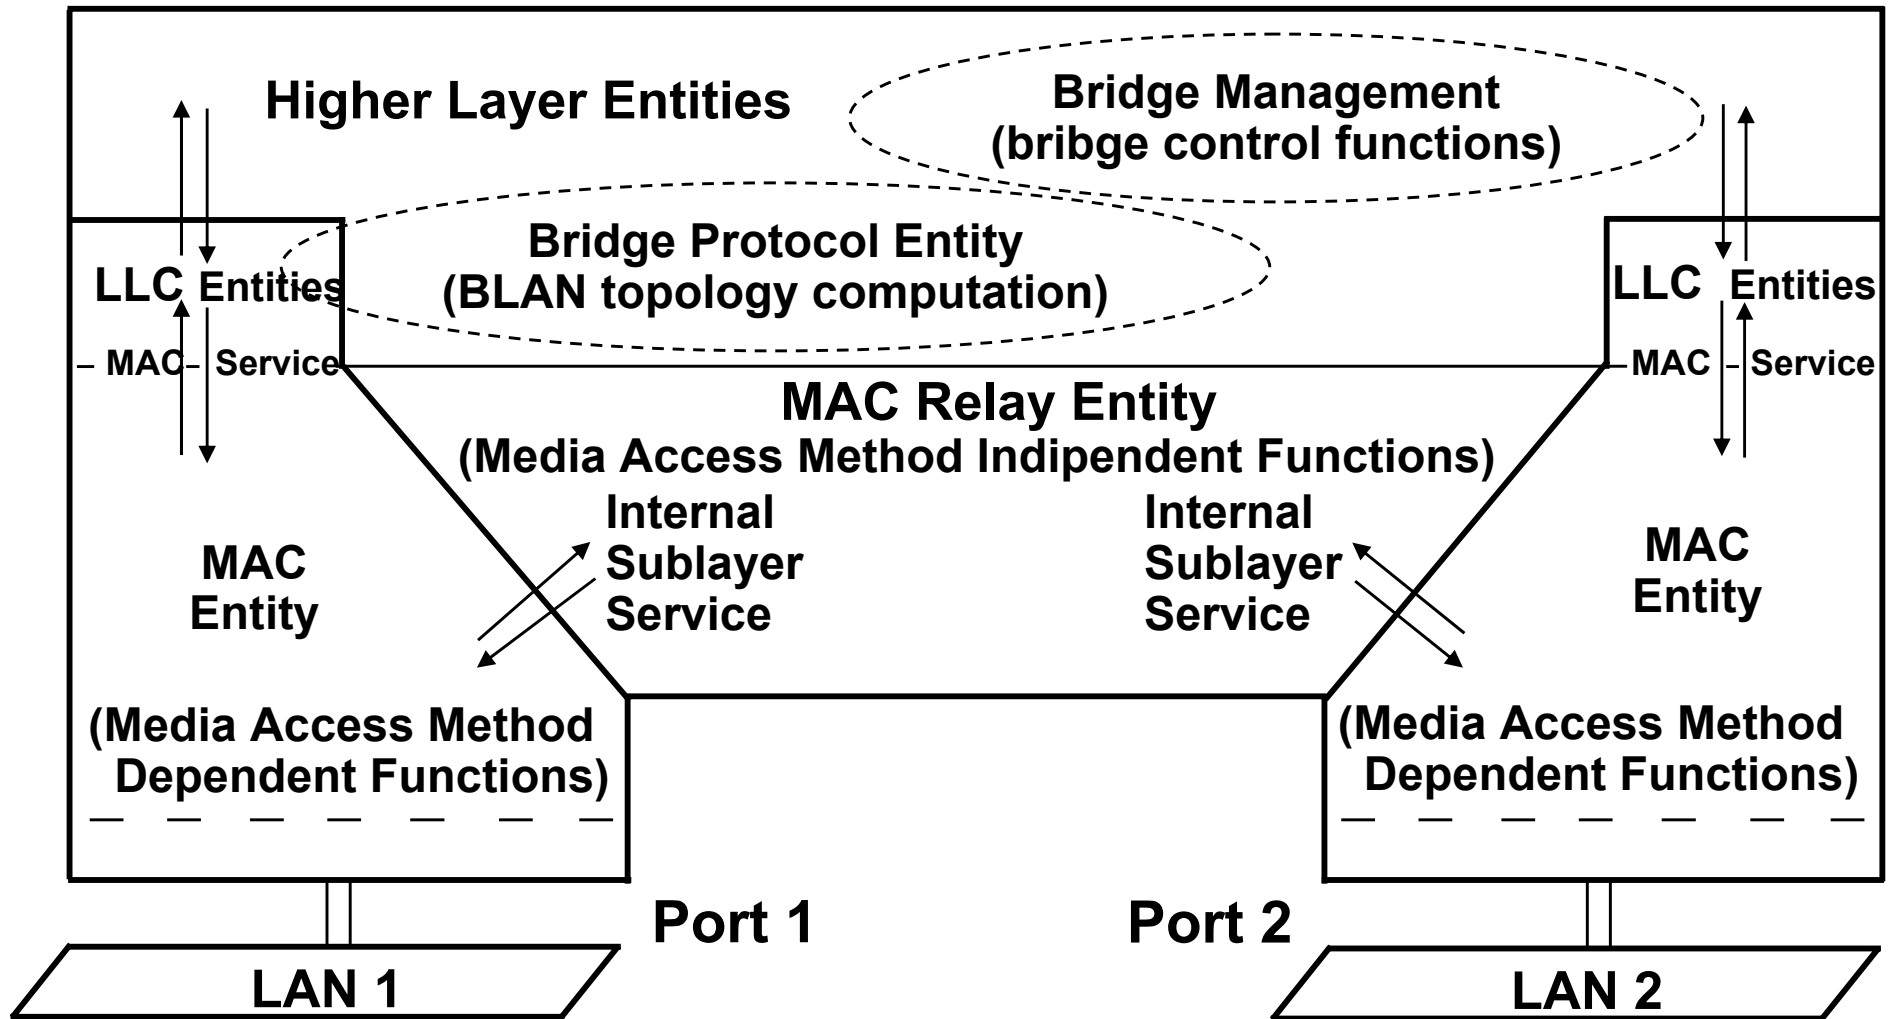 Higher Layer Entities
Bridge Management
(bribge control functions)
Bridge Protocol Entity
(BLAN topology computation)
LLC Entities
MAC Service
LLC Entities
MAC Service
MAC Relay Entity
(Media Access Method Indipendent Functions)
Internal
Sublayer
Service
Internal
Sublayer
Service
MAC
Entity
MAC
Entity
(Media Access Method
Dependent Functions)
(Media Access Method
Dependent Functions)
Port 1
Port 2
LAN 1
LAN 2